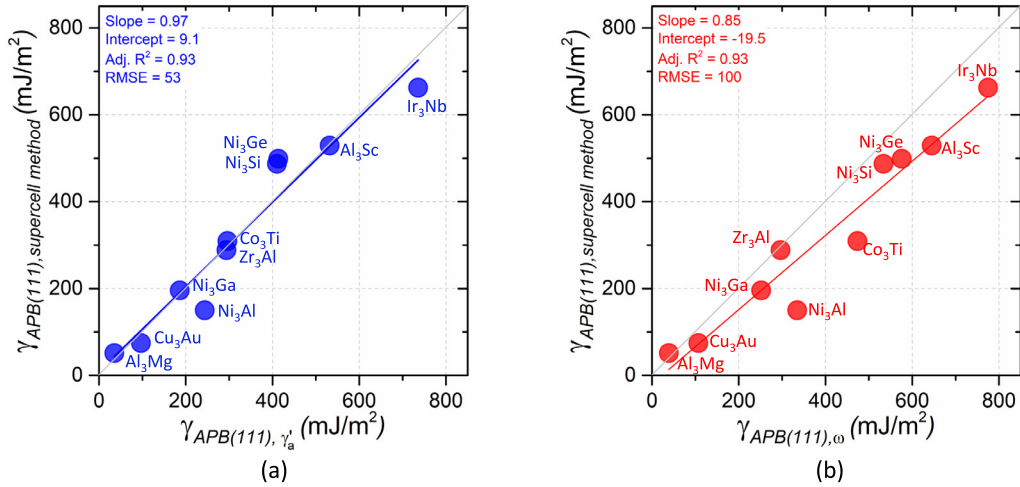 Slope = 0.97
Intercept = 9.1
Adj. R² = 0.93
RMSE = 53
800
600
400
200
0
0 200 400 600 800
γAPB(111),supercell method (mJ/m²)
γAPB(111), γ'a (mJ/m²)
Ir₃Nb
Ni₃Ge
Ni₃Si
Al₃Sc
Co₃Ti
Zr₃Al
Ni₃Ga
Ni₃Al
Cu₃Au
Al₃Mg
(a)
Slope = 0.85
Intercept = -19.5
Adj. R² = 0.93
RMSE = 100
800
600
400
200
0
0 200 400 600 800
γAPB(111),supercell method (mJ/m²)
γAPB(111),ω (mJ/m²)
Ir₃Nb
Ni₃Ge
Al₃Sc
Ni₃Si
Zr₃Al
Co₃Ti
Ni₃Ga
Ni₃Al
Cu₃Au
Al₃Mg
(b)